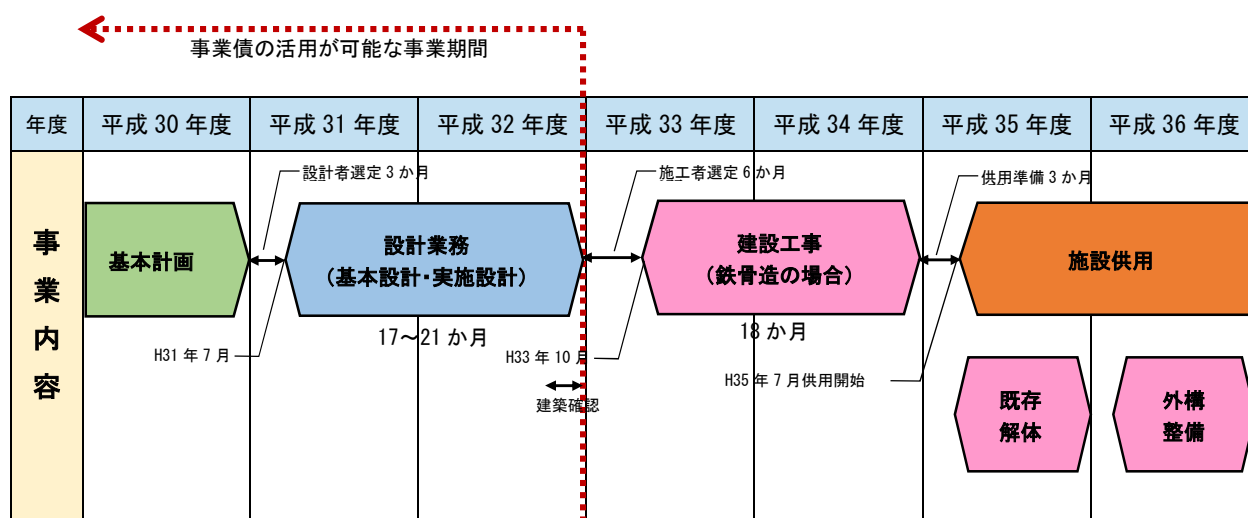 事業債の活用が可能な事業期間
年度
平成 30 年度
平成 31 年度
平成 32 年度
平成 33 年度
平成 34 年度
平成 35 年度
平成 36 年度
設計者選定 3 か月
施工者選定 6 か月
供用準備 3 か月
事業内容
基本計画
設計業務
（基本設計・実施設計）
建設工事
（鉄骨造の場合）
施設供用
17～21 か月
18 か月
H31 年 7 月
H33 年 10 月
H35 年 7 月供用開始
建築確認
既存
解体
外構
整備